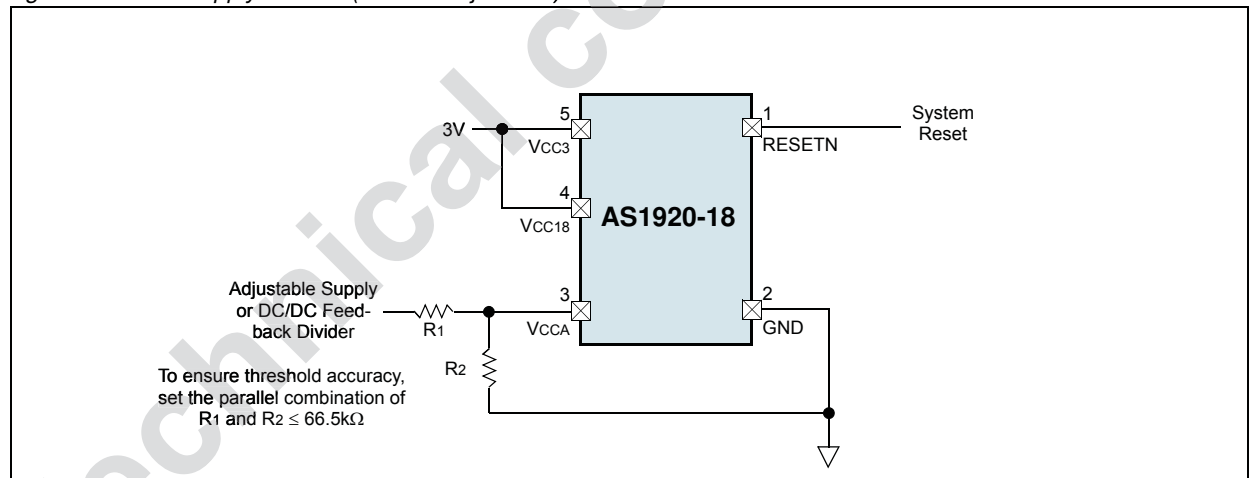 3V
5
VCC3
4
VCC18
AS1920-18
1
RESETN
System
Reset
Adjustable Supply
or DC/DC Feed-
back Divider
R1
3
VCCA
2
GND
R2
To ensure threshold accuracy,
set the parallel combination of
R1 and R2 ≤ 66.5kΩ